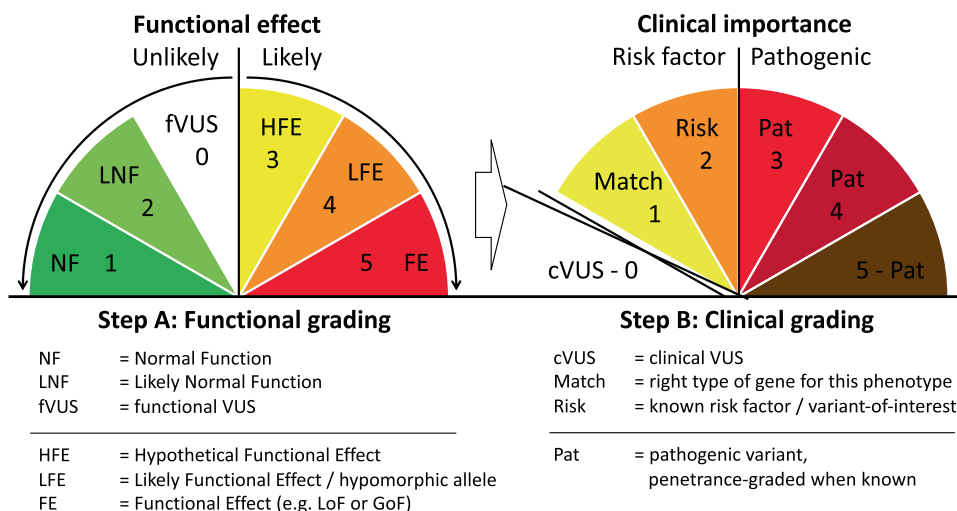 Functional effect
Unlikely
Likely
fVUS
0
HFE
3
LNF
2
LFE
4
NF 1
5 FE
Step A: Functional grading
NF = Normal Function
LNF = Likely Normal Function
fVUS = functional VUS
HFE = Hypothetical Functional Effect
LFE = Likely Functional Effect / hypomorphic allele
FE = Functional Effect (e.g. LoF or GoF)
Clinical importance
Risk factor
Pathogenic
Risk
2
Pat
3
Match
1
Pat
4
cVUS - 0
5 - Pat
Step B: Clinical grading
cVUS = clinical VUS
Match = right type of gene for this phenotype
Risk = known risk factor / variant-of-interest
Pat = pathogenic variant,
penetrance-graded when known